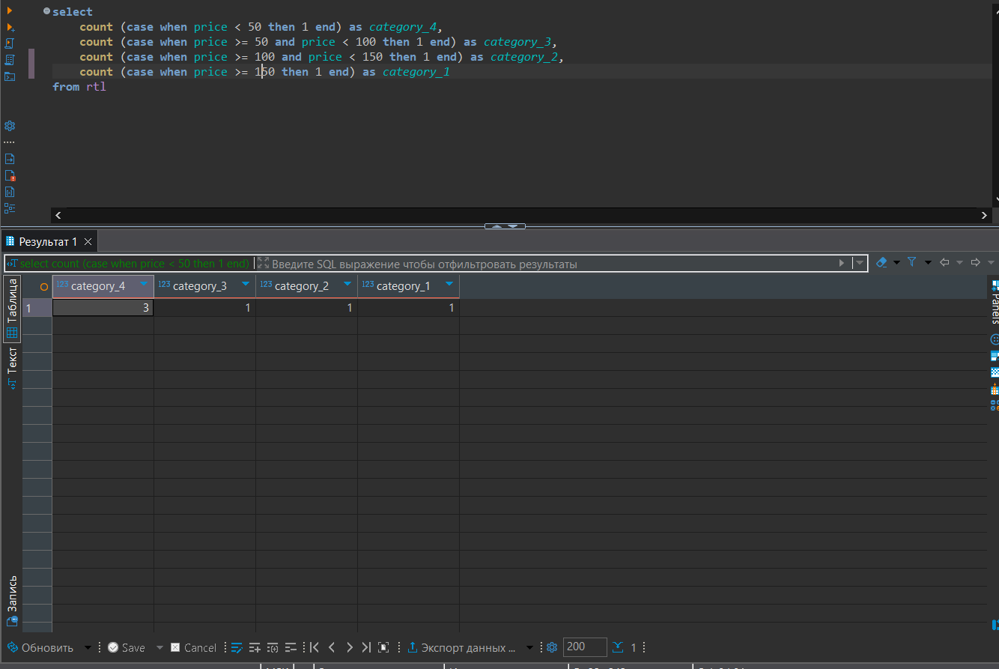 select
count (case when price < 50 then 1 end) as category_4,
count (case when price >= 50 and price < 100 then 1 end) as category_3,
count (case when price >= 100 and price < 150 then 1 end) as category_2,
count (case when price >= 150 then 1 end) as category_1
from rtl
Результат 1
select count (case when price < 50 then 1 end)
Введите SQL выражение чтобы отфильтровать результаты
Таблица
Текст
Запись
Panels
123 category_4 123 category_3 123 category_2 123 category_1
1 3 1 1 1
Обновить Save Cancel Экспорт данных ... 200 1